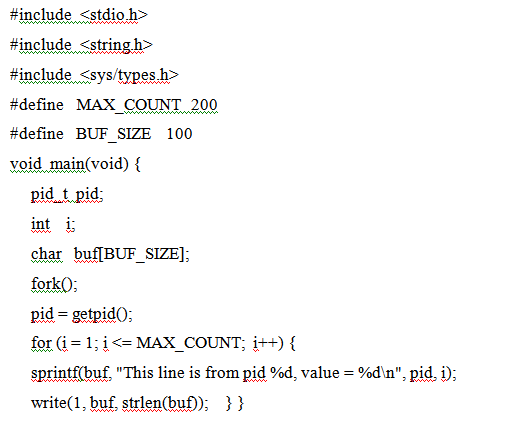 #include <stdio.h>
#include <string.h>
#include <sys/types.h>
#define MAX_COUNT 200
#define BUF_SIZE 100
void main(void) {
pid_t pid;
int i;
char buf[BUF_SIZE];
fork();
pid = getpid();
for (i = 1; i <= MAX_COUNT; i++) {
sprintf(buf, "This line is from pid %d, value = %d\n", pid, i);
write(1, buf, strlen(buf)); } }